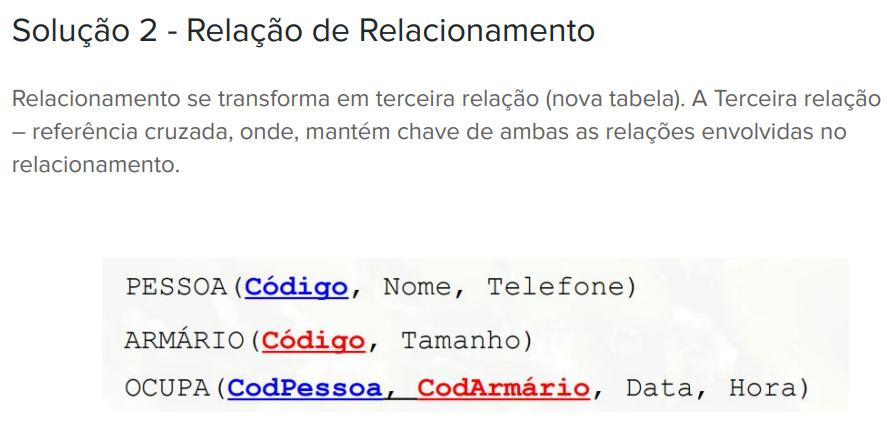 Solução 2 - Relação de Relacionamento
Relacionamento se transforma em terceira relação (nova tabela). A Terceira relação
– referência cruzada, onde, mantém chave de ambas as relações envolvidas no
relacionamento.
PESSOA(Código, Nome, Telefone)
ARMÁRIO(Código, Tamanho)
OCUPA(CodPessoa, CodArmário, Data, Hora)